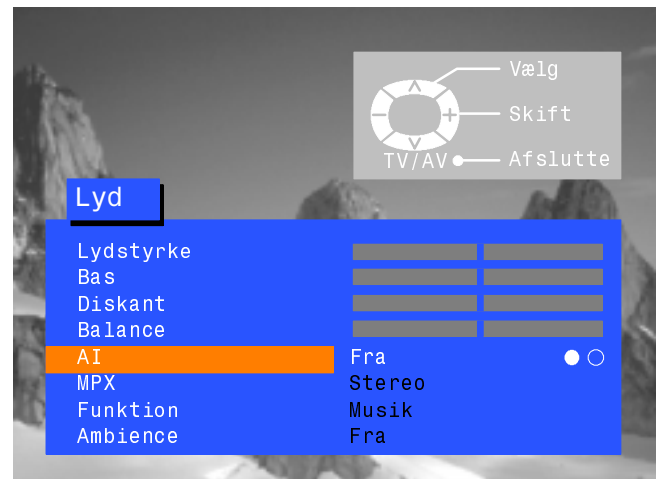 Vælg
Skift
TV/AV Afslutte
Lyd
Lydstyrke
Bas
Diskant
Balance
AI Fra
MPX Stereo
Funktion Musik
Ambience Fra